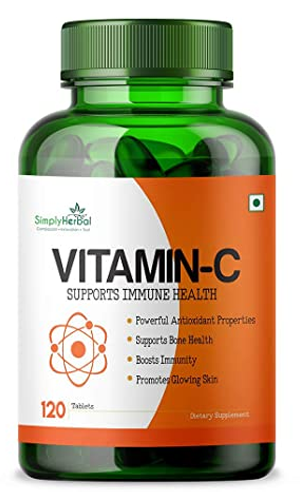 SimplyHerbal
VITAMIN-C
SUPPORTS IMMUNE HEALTH
• Powerful Antioxidant Properties
• Supports Bone Health
• Boosts Immunity
• Promotes Glowing Skin
120 Tablets
Dietary Supplement